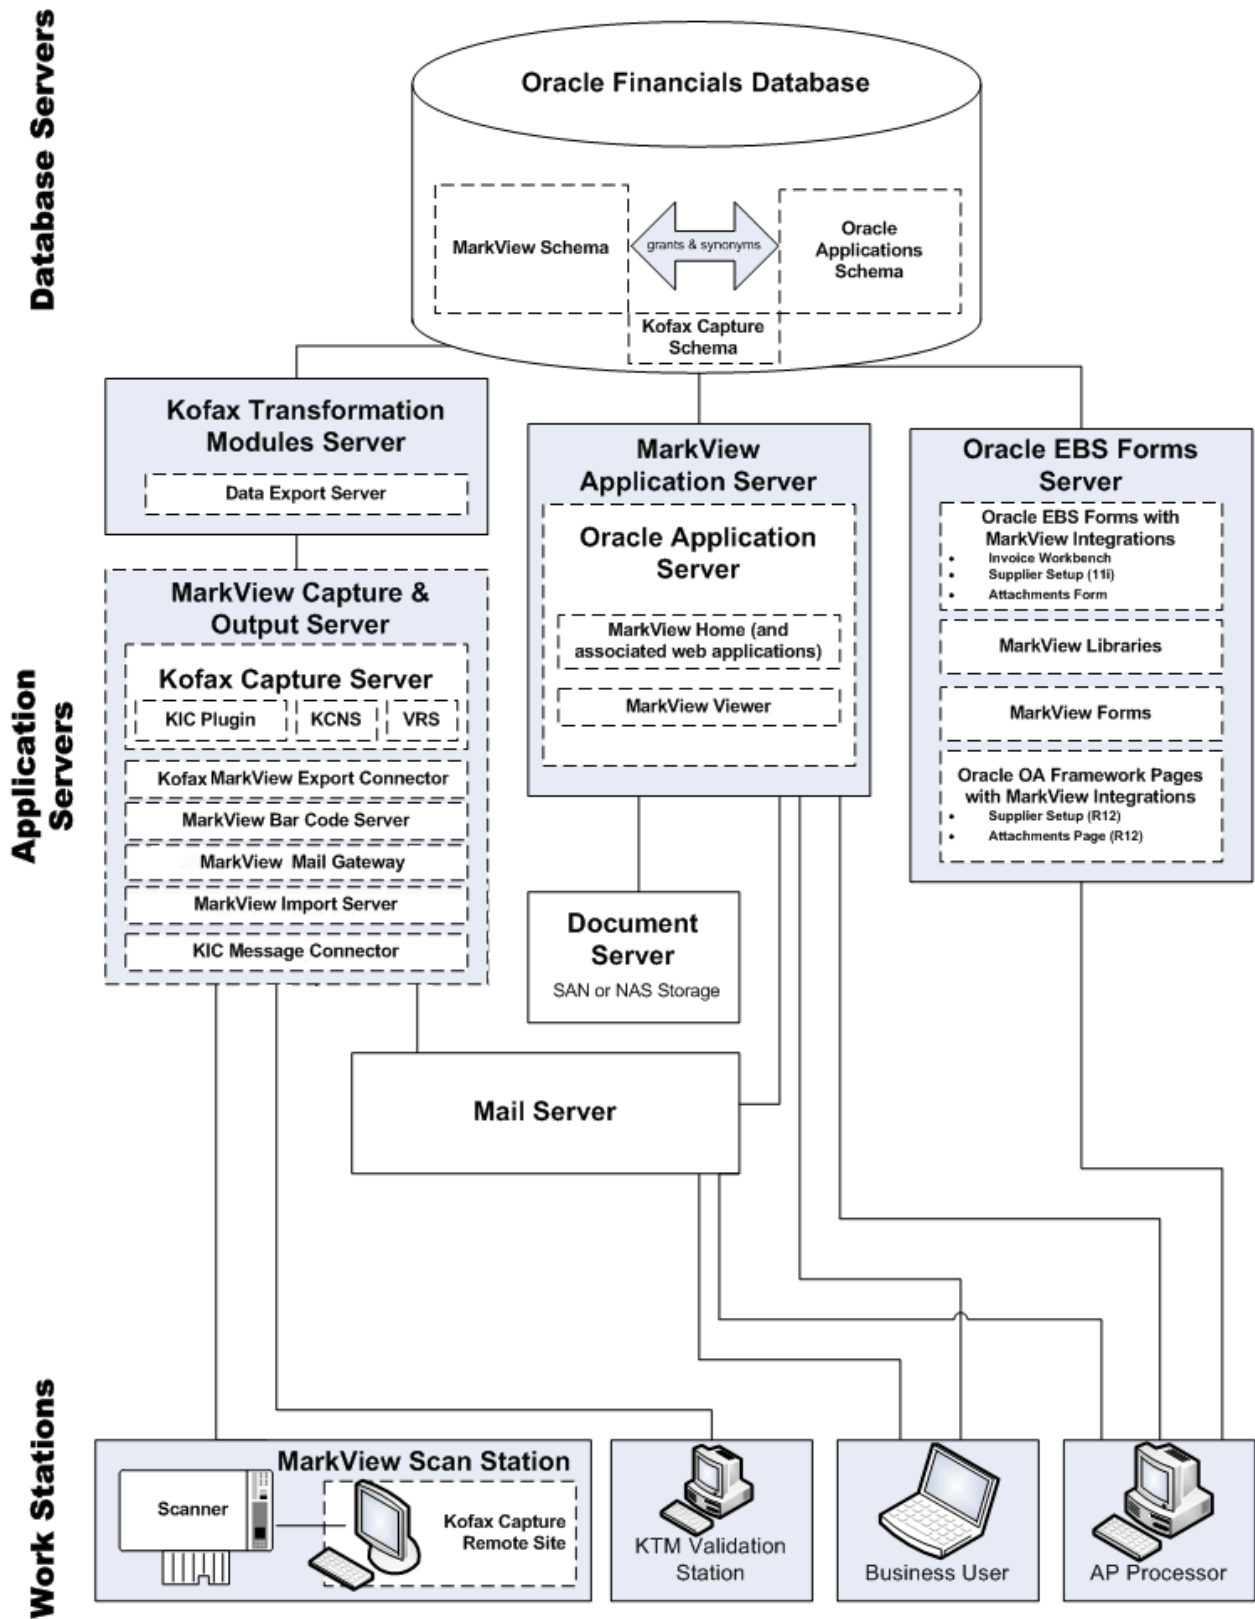 Database Servers
Oracle Financials Database
MarkView Schema
grants & synonyms
Oracle
Applications
Schema
Kofax Capture
Schema
Application
Servers
Kofax Transformation
Modules Server
Data Export Server
MarkView Capture &
Output Server
Kofax Capture Server
KIC Plugin
KCNS
VRS
Kofax MarkView Export Connector
MarkView Bar Code Server
MarkView Mail Gateway
MarkView Import Server
KIC Message Connector
MarkView
Application Server
Oracle Application
Server
MarkView Home (and
associated web applications)
MarkView Viewer
Oracle EBS Forms
Server
Oracle EBS Forms with
MarkView Integrations
• Invoice Workbench
• Supplier Setup (11i)
• Attachments Form
MarkView Libraries
MarkView Forms
Oracle OA Framework Pages
with MarkView Integrations
• Supplier Setup (R12)
• Attachments Page (R12)
Document
Server
SAN or NAS Storage
Mail Server
Work Stations
MarkView Scan Station
Scanner
Kofax Capture
Remote Site
KTM Validation
Station
Business User
AP Processor